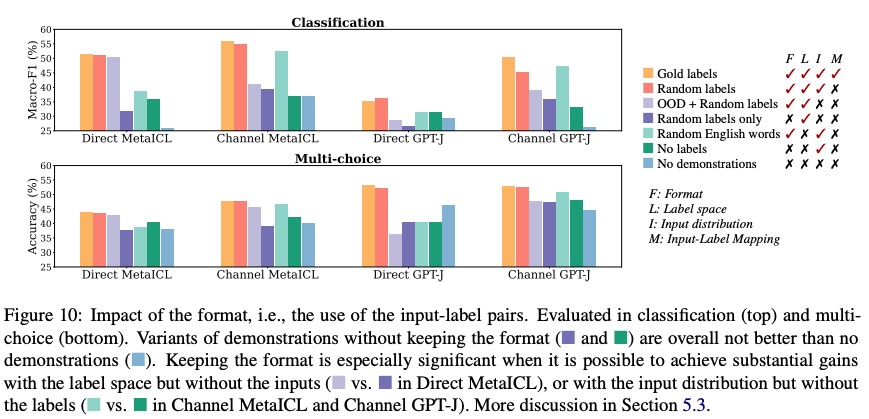 Classification
Macro-F1 (%)
60
55
50
45
40
35
30
25
Direct MetaICL Channel MetaICL Direct GPT-J Channel GPT-J
Multi-choice
Accuracy (%)
60
55
50
45
40
35
30
25
Direct MetaICL Channel MetaICL Direct GPT-J Channel GPT-J
F L I M
Gold labels ✓ ✓ ✓ ✓
Random labels ✓ ✓ ✓ ✗
OOD + Random labels ✓ ✓ ✗ ✗
Random labels only ✗ ✓ ✗ ✗
Random English words ✓ ✗ ✓ ✗
No labels ✗ ✗ ✓ ✗
No demonstrations ✗ ✗ ✗ ✗
F: Format
L: Label space
I: Input distribution
M: Input-Label Mapping
Figure 10: Impact of the format, i.e., the use of the input-label pairs. Evaluated in classification (top) and multi-
choice (bottom). Variants of demonstrations without keeping the format (■ and ■) are overall not better than no
demonstrations (■). Keeping the format is especially significant when it is possible to achieve substantial gains
with the label space but without the inputs (■ vs. ■ in Direct MetaICL), or with the input distribution but without
the labels (■ vs. ■ in Channel MetaICL and Channel GPT-J). More discussion in Section 5.3.